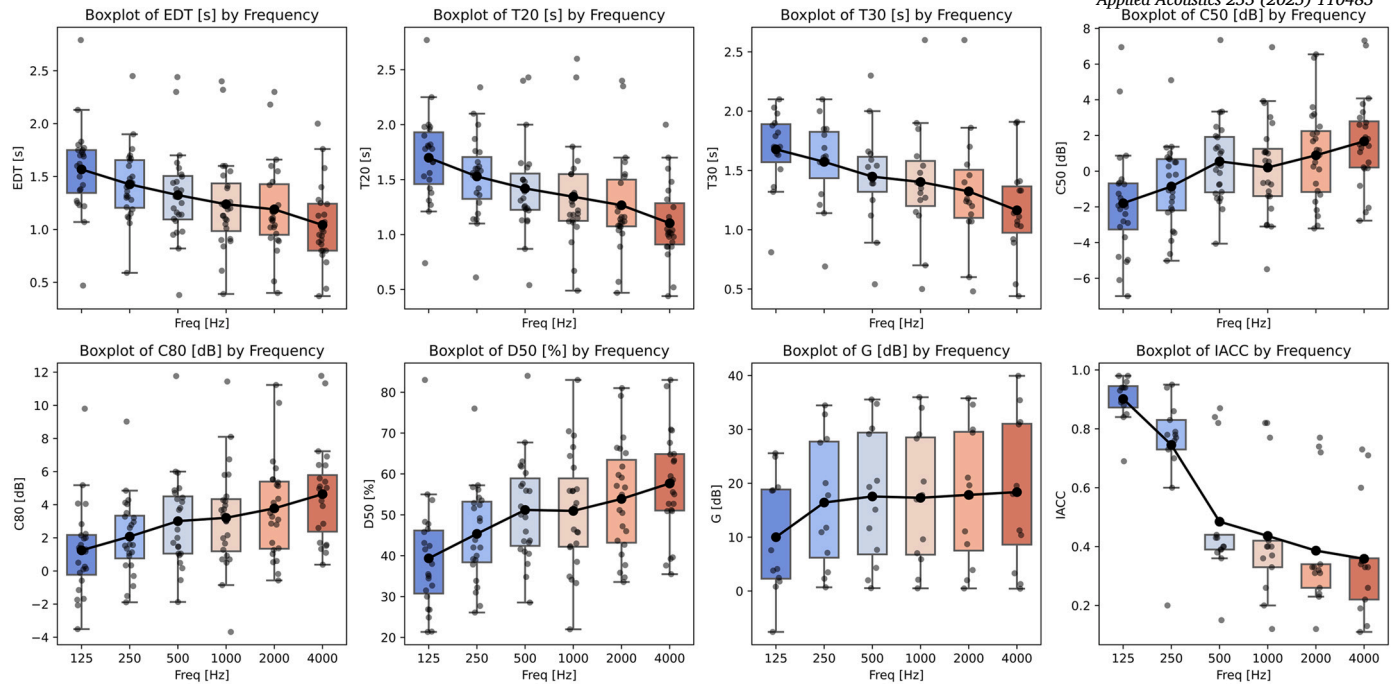 Applied Acoustics 233 (2025) 110483
Boxplot of EDT [s] by Frequency
EDT [s]
2.5
2.0
1.5
1.0
0.5
Freq [Hz]
Boxplot of T20 [s] by Frequency
T20 [s]
2.5
2.0
1.5
1.0
0.5
Freq [Hz]
Boxplot of T30 [s] by Frequency
T30 [s]
2.5
2.0
1.5
1.0
0.5
Freq [Hz]
Boxplot of C50 [dB] by Frequency
C50 [dB]
8
6
4
2
0
−2
−4
−6
Freq [Hz]
Boxplot of C80 [dB] by Frequency
C80 [dB]
12
10
8
6
4
2
0
−2
−4
125 250 500 1000 2000 4000
Freq [Hz]
Boxplot of D50 [%] by Frequency
D50 [%]
80
70
60
50
40
30
20
125 250 500 1000 2000 4000
Freq [Hz]
Boxplot of G [dB] by Frequency
G [dB]
40
30
20
10
0
125 250 500 1000 2000 4000
Freq [Hz]
Boxplot of IACC by Frequency
IACC
1.0
0.8
0.6
0.4
0.2
125 250 500 1000 2000 4000
Freq [Hz]